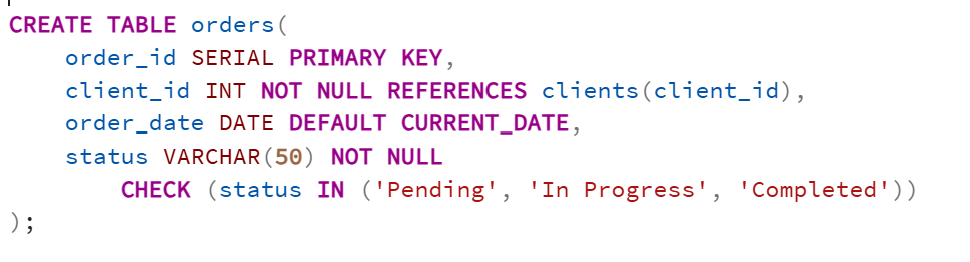 CREATE TABLE orders(
    order_id SERIAL PRIMARY KEY,
    client_id INT NOT NULL REFERENCES clients(client_id),
    order_date DATE DEFAULT CURRENT_DATE,
    status VARCHAR(50) NOT NULL
        CHECK (status IN ('Pending', 'In Progress', 'Completed'))
);